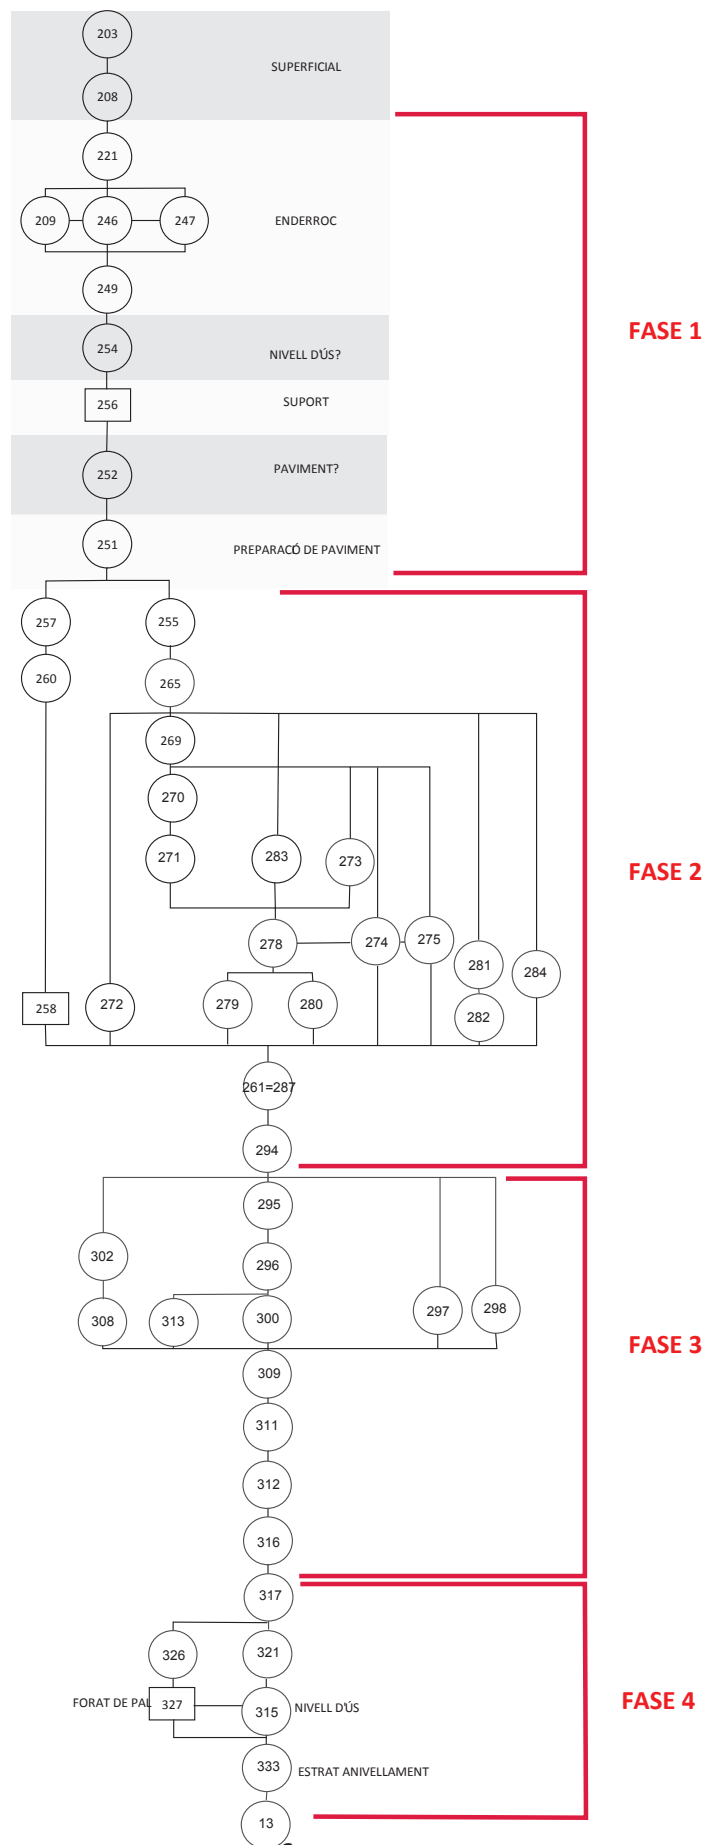 203
SUPERFICIAL
208
221
209 246 247 ENDERROC
249
FASE 1
254 NIVELL D'ÚS?
256 SUPORT
252 PAVIMENT?
251 PREPARACÓ DE PAVIMENT
257 255
260 265
269
270
271 283 273 FASE 2
278 274 275
281 284
258 272 279 280 282
261=287
294
295
302 296
308 313 300 297 298
FASE 3
309
311
312
316
317
326 321
FORAT DE PAL 327 315 NIVELL D'ÚS FASE 4
333 ESTRAT ANIVELLAMENT
13